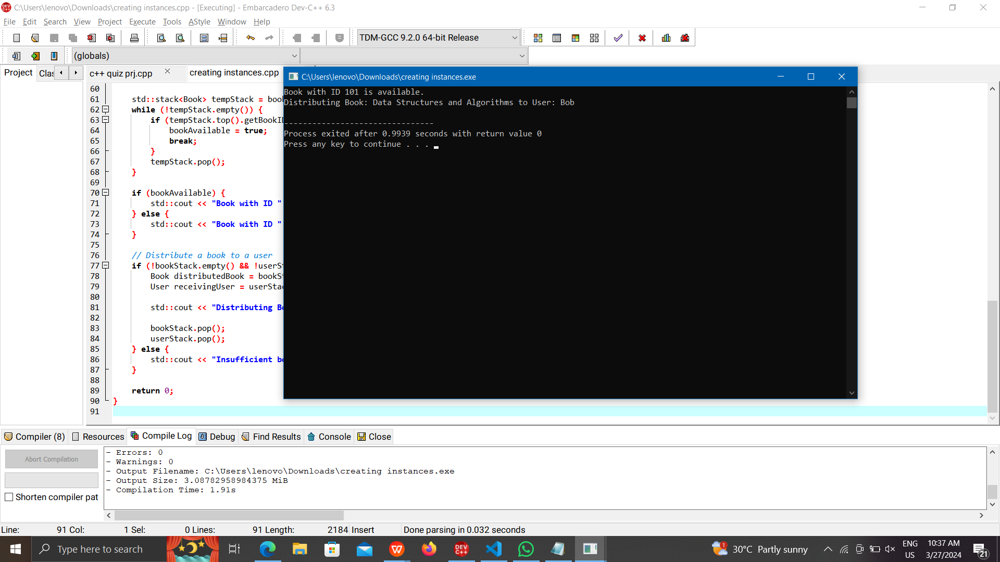 C:\Users\lenovo\Downloads\creating instances.cpp - [Executing] - Embarcadero Dev-C++ 6.3
File Edit Search View Project Execute Tools AStyle Window Help
TDM-GCC 9.2.0 64-bit Release
(globals)
Project Clas
c++ quiz prj.cpp
creating instances.cpp
60
61 std::stack<Book> tempStack = boo
62 while (!tempStack.empty()) {
63 if (tempStack.top().getBookI
64 bookAvailable = true;
65 break;
66 }
67 tempStack.pop();
68 }
69
70 if (bookAvailable) {
71 std::cout << "Book with ID "
72 } else {
73 std::cout << "Book with ID "
74 }
75
76 // Distribute a book to a user
77 if (!bookStack.empty() && !userSt
78 Book distributedBook = bookSt
79 User receivingUser = userStac
80
81 std::cout << "Distributing Bo
82
83 bookStack.pop();
84 userStack.pop();
85 } else {
86 std::cout << "Insufficient bo
87 }
88
89 return 0;
90 }
91
C:\Users\lenovo\Downloads\creating instances.exe
Book with ID 101 is available.
Distributing Book: Data Structures and Algorithms to User: Bob
--------------------------------
Process exited after 0.9939 seconds with return value 0
Press any key to continue . . .
Compiler (8) Resources Compile Log Debug Find Results Console Close
Abort Compilation
Shorten compiler pat
- Errors: 0
- Warnings: 0
- Output Filename: C:\Users\lenovo\Downloads\creating instances.exe
- Output Size: 3.08782958984375 MiB
- Compilation Time: 1.91s
Line: 91 Col: 1 Sel: 0 Lines: 91 Length: 2184 Insert Done parsing in 0.032 seconds
Type here to search
DEV C++
1
30°C Partly sunny
ENG
US
10:37 AM
3/27/2024
21